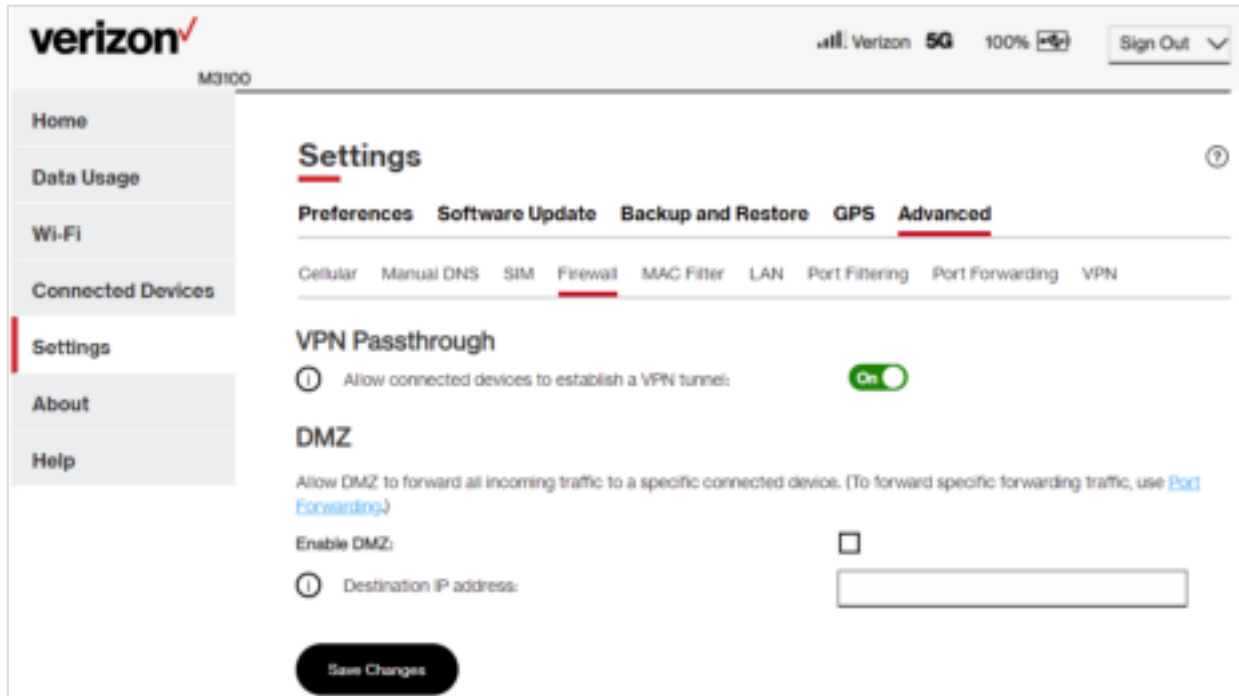 verizon
Verizon 5G 100% Sign Out
M3100
Home
Data Usage
Wi-Fi
Connected Devices
Settings
About
Help
Settings
Preferences Software Update Backup and Restore GPS Advanced
Cellular Manual DNS SIM Firewall MAC Filter LAN Port Filtering Port Forwarding VPN
VPN Passthrough
Allow connected devices to establish a VPN tunnel:
On
DMZ
Allow DMZ to forward all incoming traffic to a specific connected device. (To forward specific forwarding traffic, use Port
Forwarding.)
Enable DMZ:
Destination IP address:
Save Changes